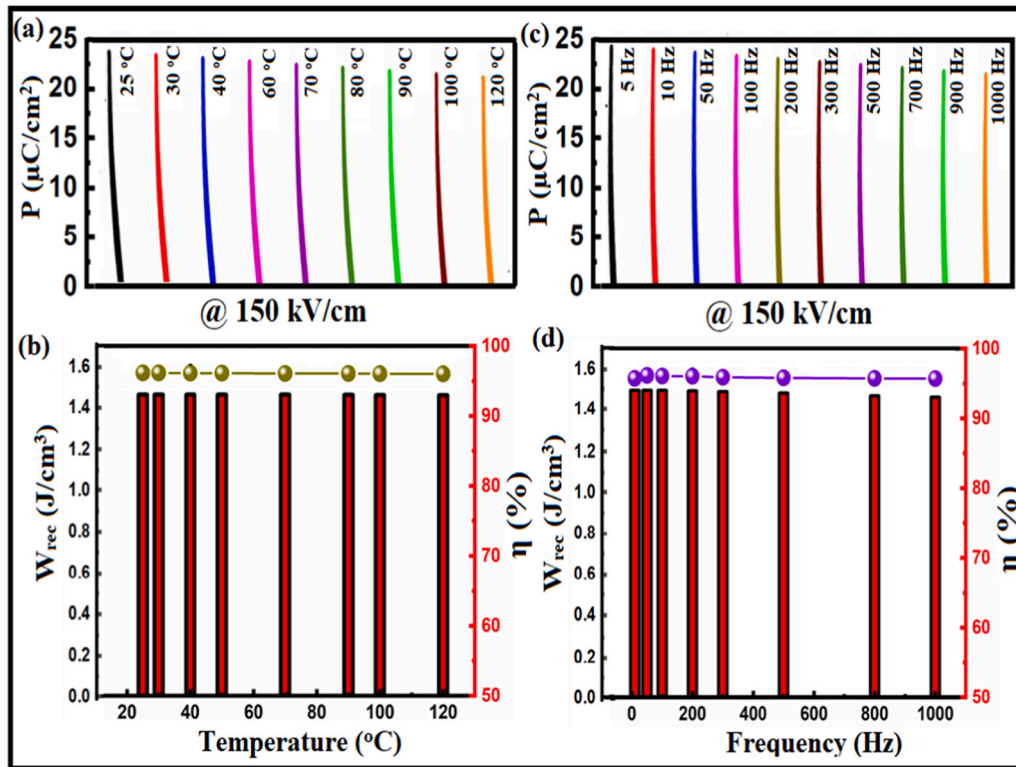 (a)
P (μC/cm²)
25
20
15
10
5
0
25 °C
30 °C
40 °C
60 °C
70 °C
80 °C
90 °C
100 °C
120 °C
@ 150 kV/cm
(c)
P (μC/cm²)
25
20
15
10
5
0
5 Hz
10 Hz
50 Hz
100 Hz
200 Hz
300 Hz
500 Hz
700 Hz
900 Hz
1000 Hz
@ 150 kV/cm
(b)
Wrec (J/cm³)
1.6
1.4
1.2
1.0
0.8
0.6
0.4
0.2
0.0
20 40 60 80 100 120
Temperature (°C)
100
90
80
70
60
50
η (%)
(d)
Wrec (J/cm³)
1.6
1.4
1.2
1.0
0.8
0.6
0.4
0.2
0.0
0 200 400 600 800 1000
Frequency (Hz)
100
90
80
70
60
50
η (%)